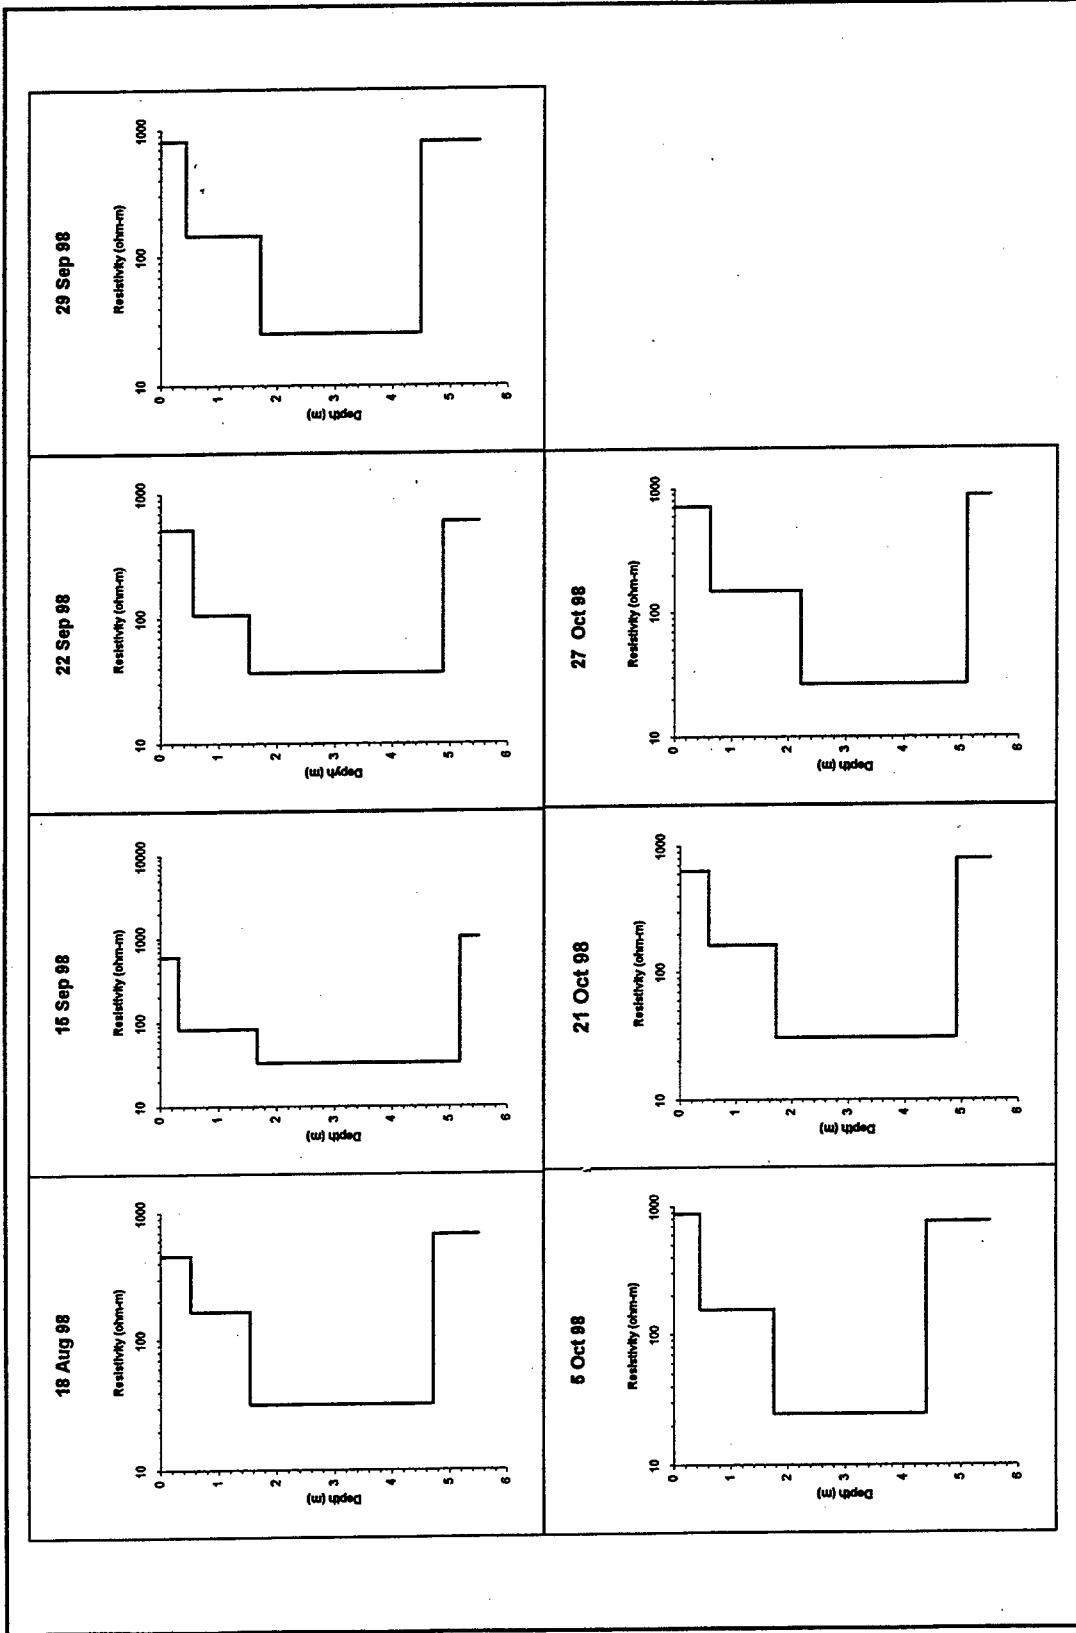 18 Aug 98
Resistivity (ohm-m)
10 100 1000
0
1
2
3
4
5
6
Depth (m)
15 Sep 98
Resistivity (ohm-m)
10 100 1000 10000
0
1
2
3
4
5
6
Depth (m)
22 Sep 98
Resistivity (ohm-m)
10 100 1000
0
1
2
3
4
5
6
Depyh (m)
29 Sep 98
Resistivity (ohm-m)
10 100 1000
0
1
2
3
4
5
6
Depth (m)
5 Oct 98
Resistivity (ohm-m)
10 100 1000
0
1
2
3
4
5
6
Depth (m)
21 Oct 98
Resistivity (ohm-m)
10 100 1000
0
1
2
3
4
5
6
Depth (m)
27 Oct 98
Resistivity (ohm-m)
10 100 1000
0
1
2
3
4
5
6
Depth (m)